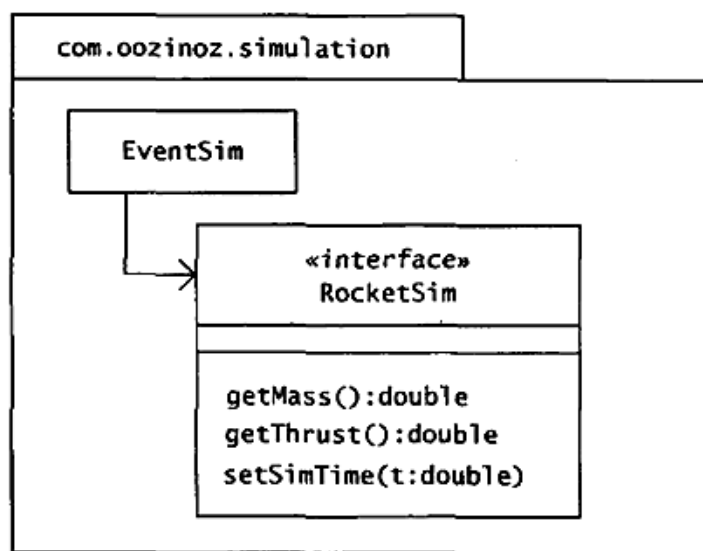 com.oozinoz.simulation
EventSim
«interface»
RocketSim
getMass():double
getThrust():double
setSimTime(t:double)